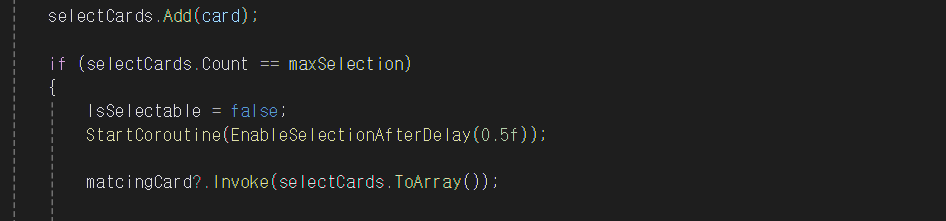 selectCards.Add(card);
if (selectCards.Count == maxSelection)
{
IsSelectable = false;
StartCoroutine(EnableSelectionAfterDelay(0.5f));
matcingCard?.Invoke(selectCards.ToArray());